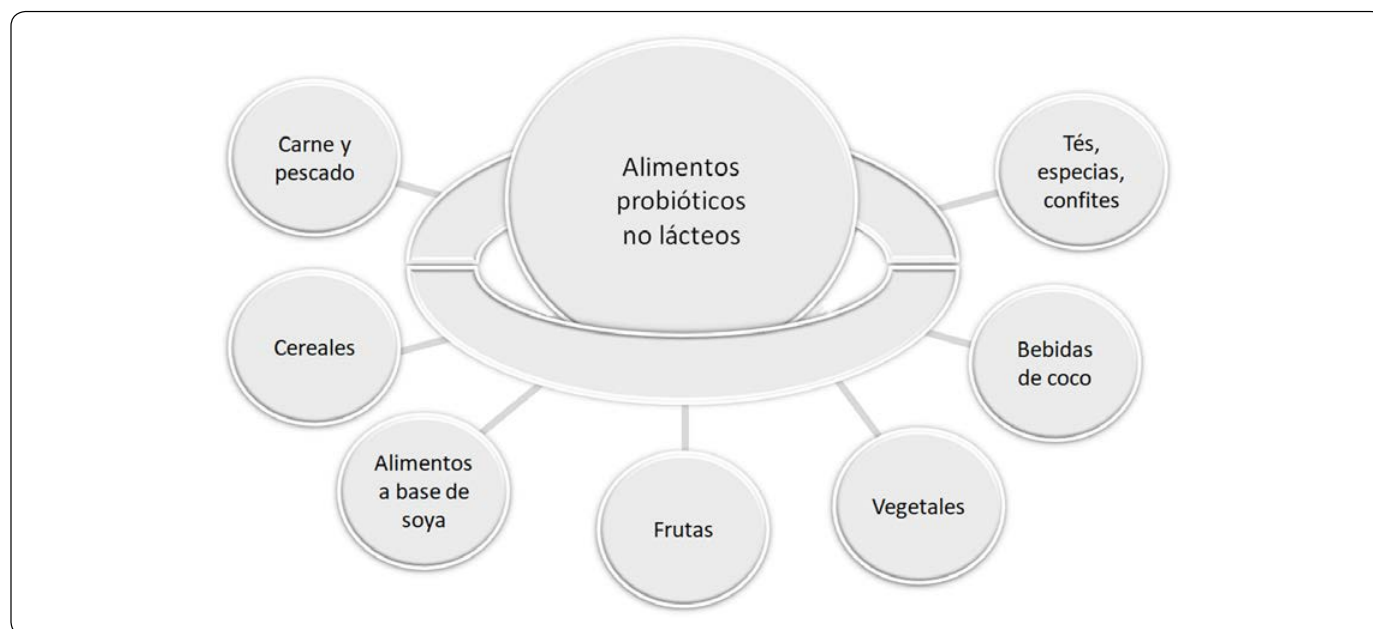 Alimentos
probióticos
no lácteos
Carne y
pescado
Cereales
Alimentos
a base de
soya
Frutas
Vegetales
Bebidas
de coco
Tés,
especias,
confites